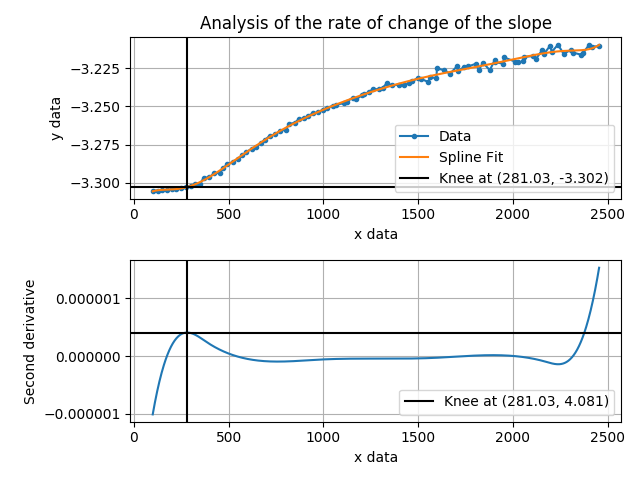 Analysis of the rate of change of the slope
y data
−3.225
−3.250
−3.275
−3.300
Data
Spline Fit
Knee at (281.03, -3.302)
0 500 1000 1500 2000 2500
x data
Second derivative
0.000001
0.000000
−0.000001
Knee at (281.03, 4.081)
0 500 1000 1500 2000 2500
x data